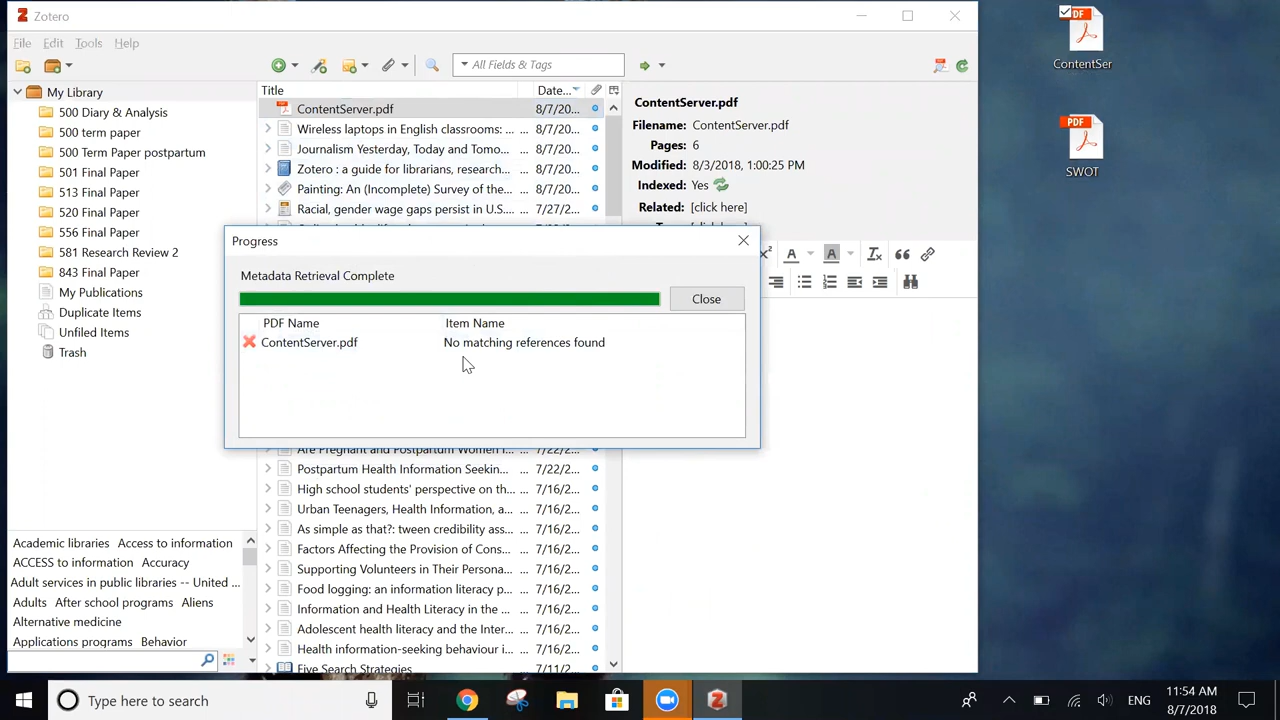 Zotero
File Edit Tools Help
All Fields & Tags
My Library
500 Diary & Analysis
500 term paper
500 Term Paper postpartum
501 Final Paper
513 Final Paper
520 Final Paper
556 Final Paper
581 Research Review 2
843 Final Paper
My Publications
Duplicate Items
Unfiled Items
Trash
Academic libraries Access to information
ACCESS to information Accuracy
Adult services in public libraries -- United ...
Adults After school programs Aliens
Alternative medicine
Applications programs Behavior
Title Date...
ContentServer.pdf 8/7/20...
Wireless laptops in English classrooms: ... ... 8/7/20...
Journalism Yesterday, Today and Tomo... ... 8/7/20...
Zotero : a guide for librarians, research... ... 8/7/20...
Painting: An (Incomplete) Survey of the... ... 8/7/20...
Racial, gender wage gaps persist in U.S.... ... 7/27/2...
Progress
Metadata Retrieval Complete
Close
PDF Name Item Name
ContentServer.pdf No matching references found
Are Pregnant and Postpartum Women I... ... 7/22/2...
Postpartum Health Information Seekin... ... 7/22/2...
High school students' perspective on th... ... 7/16/2...
Urban Teenagers, Health Information, a... ... 7/16/2...
As simple as that?: tween credibility ass... ... 7/16/2...
Factors Affecting the Provision of Cons... ... 7/16/2...
Supporting Volunteers in Their Persona... ... 7/16/2...
Food logging: an information literacy p... ... 7/16/2...
Information and Health Literacy in the ... ... 7/16/2...
Adolescent health literacy and the Inter... ... 7/16/2...
Health information-seeking behaviour i... ... 7/16/2...
Five Search Strategies 7/11/2...
ContentServer.pdf
Filename: ContentServer.pdf
Pages: 6
Modified: 8/3/2018, 1:00:25 PM
Indexed: Yes
Related: [click here]
PDF
ContentSer
PDF
SWOT
Type here to search
ENG
11:54 AM
8/7/2018